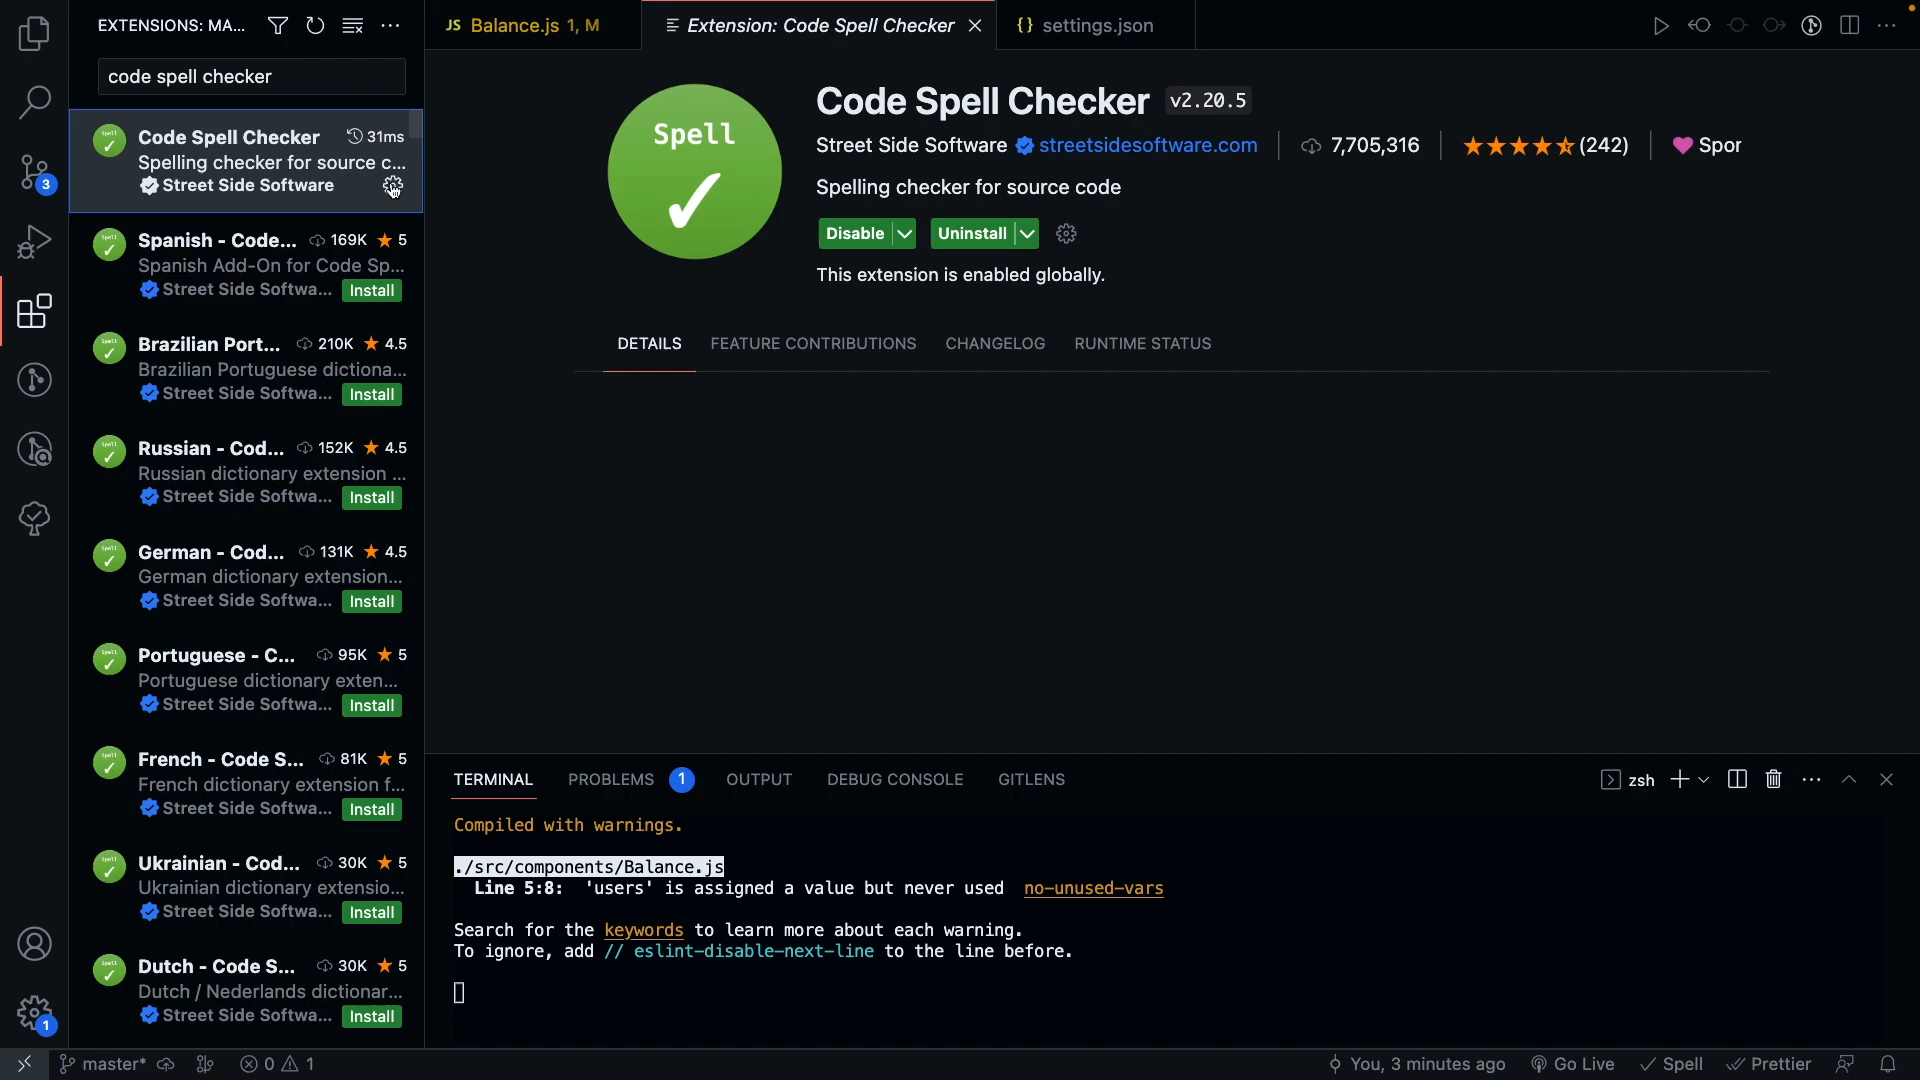 EXTENSIONS: MA...
code spell checker
Code Spell Checker 31ms
Spelling checker for source c...
Street Side Software
Spanish - Code... 169K 5
Spanish Add-On for Code Sp...
Street Side Softwa... Install
Brazilian Port... 210K 4.5
Brazilian Portuguese dictiona...
Street Side Softwa... Install
Russian - Cod... 152K 4.5
Russian dictionary extension ...
Street Side Softwa... Install
German - Cod... 131K 4.5
German dictionary extension...
Street Side Softwa... Install
Portuguese - C... 95K 5
Portuguese dictionary exten...
Street Side Softwa... Install
French - Code S... 81K 5
French dictionary extension f...
Street Side Softwa... Install
Ukrainian - Cod... 30K 5
Ukrainian dictionary extensio...
Street Side Softwa... Install
Dutch - Code S... 30K 5
Dutch / Nederlands dictionar...
Street Side Softwa... Install
3
1
JS Balance.js 1, M
Extension: Code Spell Checker
{} settings.json
Spell
Code Spell Checker v2.20.5
Street Side Software streetsidesoftware.com 7,705,316 (242) Spor
Spelling checker for source code
Disable Uninstall
This extension is enabled globally.
DETAILS FEATURE CONTRIBUTIONS CHANGELOG RUNTIME STATUS
TERMINAL PROBLEMS 1 OUTPUT DEBUG CONSOLE GITLENS zsh
Compiled with warnings.
./src/components/Balance.js
Line 5:8: 'users' is assigned a value but never used no-unused-vars
Search for the keywords to learn more about each warning.
To ignore, add // eslint-disable-next-line to the line before.
master* 0 1 You, 3 minutes ago Go Live Spell Prettier